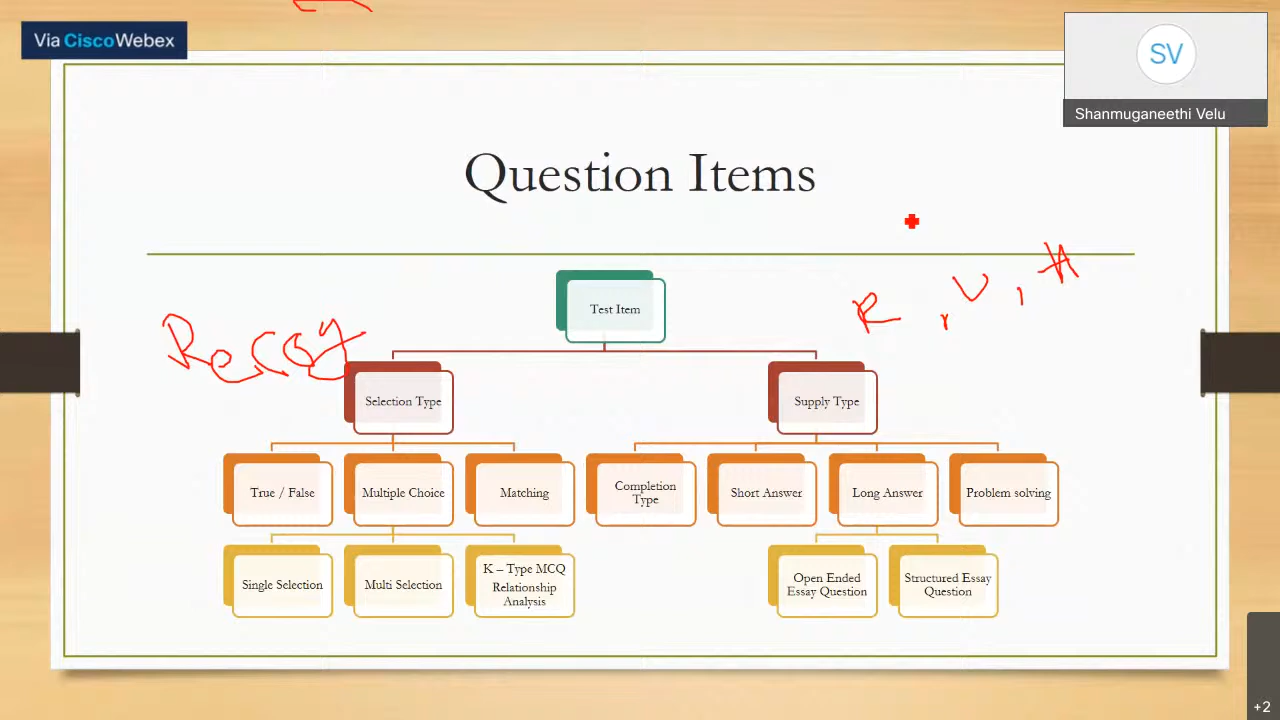 Via CiscoWebex
SV
Shanmuganeethi Velu
Question Items
R, U, A
Test Item
Selection Type
Supply Type
True / False
Multiple Choice
Matching
Completion
Type
Short Answer
Long Answer
Problem solving
Single Selection
Multi Selection
K – Type MCQ
Relationship
Analysis
Open Ended
Essay Question
Structured Essay
Question
+2